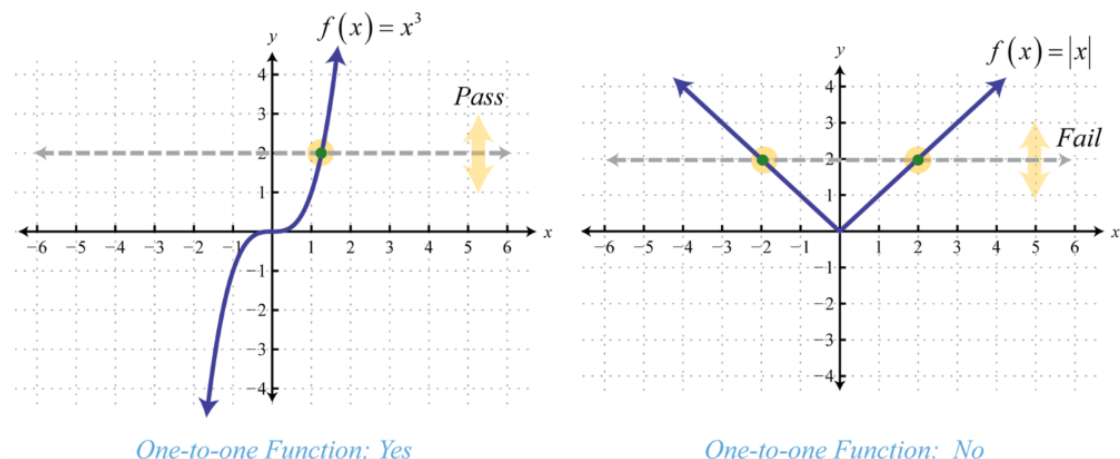 f(x) = x³
y
4
Pass
3
2
1
−6 −5 −4 −3 −2 −1 1 2 3 4 5 6 x
−1
−2
−3
−4
One-to-one Function: Yes
f(x) = |x|
y
3
Fail
2
1
−6 −5 −4 −3 −2 −1 1 2 3 4 5 6 x
−1
2
−3
−4
One-to-one Function: No